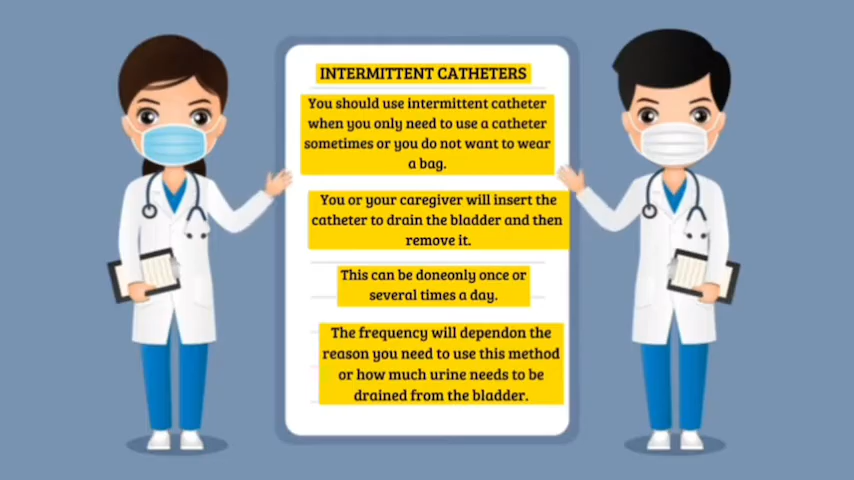 INTERMITTENT CATHETERS
You should use intermittent catheter
when you only need to use a catheter
sometimes or you do not want to wear
a bag.
You or your caregiver will insert the
catheter to drain the bladder and then
remove it.
This can be doneonly once or
several times a day.
The frequency will dependon the
reason you need to use this method
or how much urine needs to be
drained from the bladder.